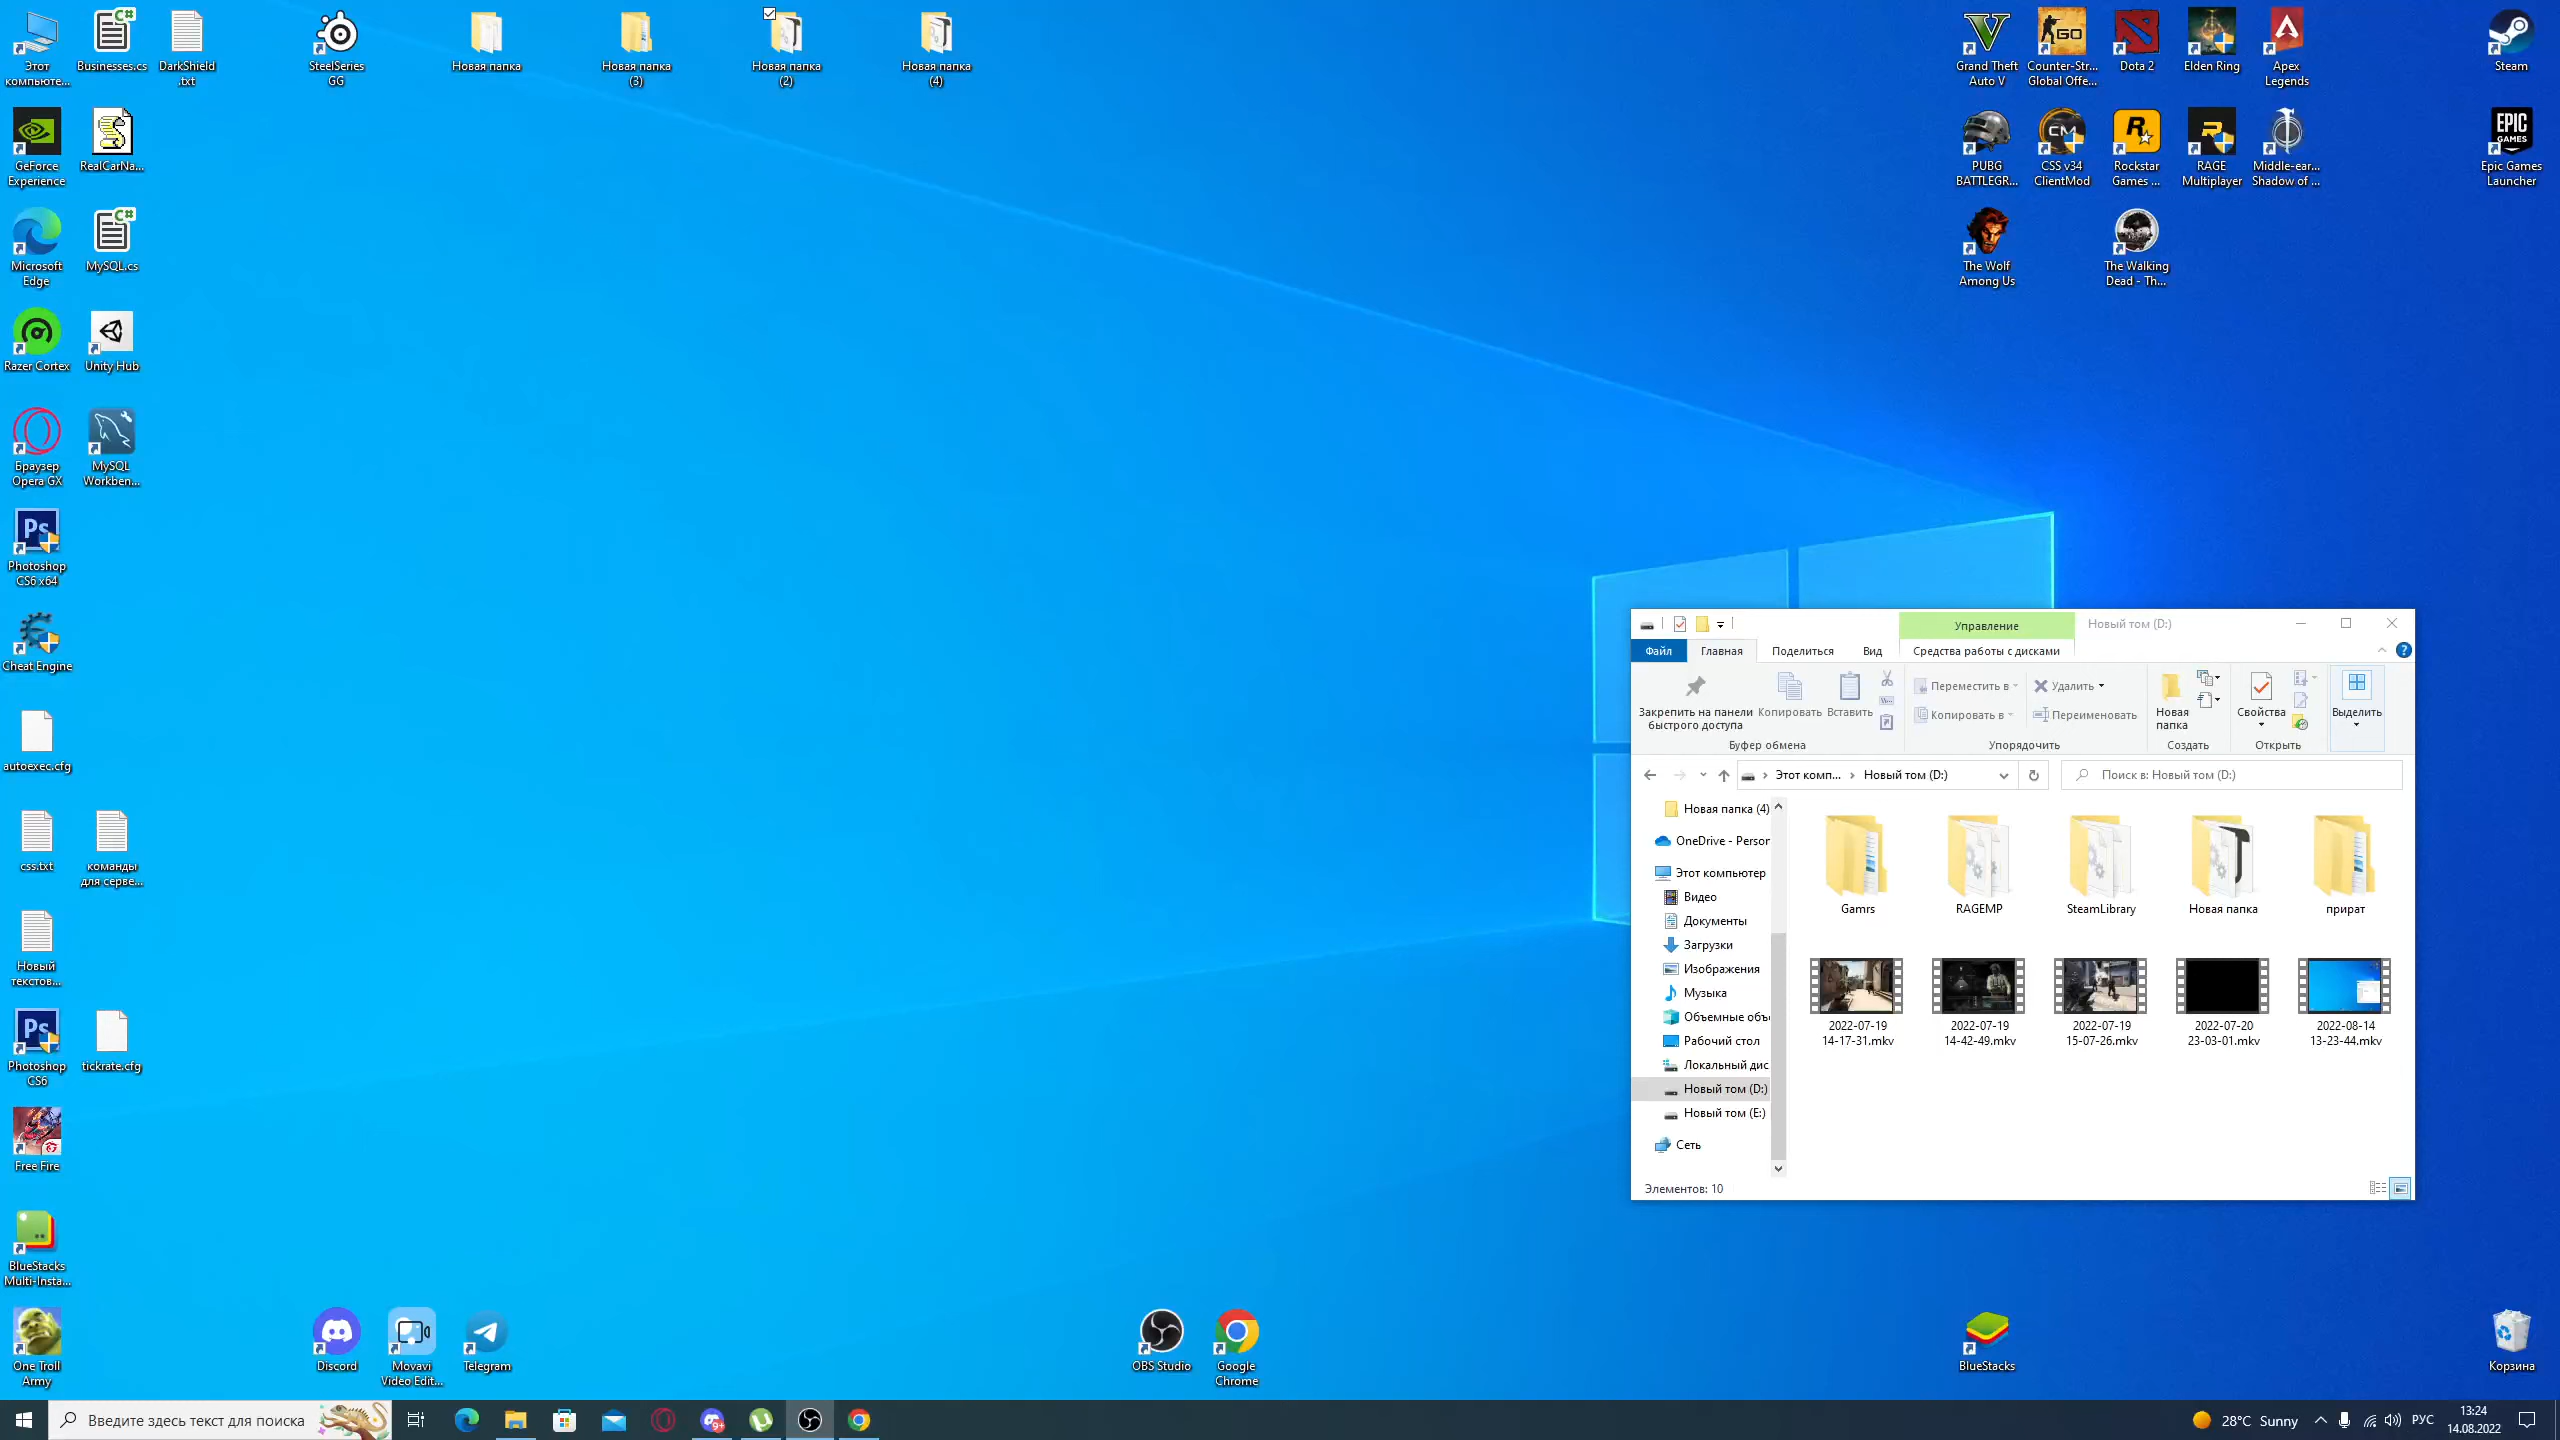 Этот
компьюте...
Businesses.cs
DarkShield
.txt
SteelSeries
GG
Новая папка
Новая папка
(3)
Новая папка
(2)
Новая папка
(4)
Grand Theft
Auto V
Counter-Str...
Global Offe...
Dota 2
Elden Ring
Apex
Legends
Steam
GeForce
Experience
RealCarNa...
PUBG
BATTLEGR...
CSS v34
ClientMod
Rockstar
Games ...
RAGE
Multiplayer
Middle-ear...
Shadow of ...
Epic Games
Launcher
Microsoft
Edge
MySQL.cs
The Wolf
Among Us
The Walking
Dead - Th...
Razer Cortex
Unity Hub
Браузер
Opera GX
MySQL
Workben...
Photoshop
CS6 x64
Cheat Engine
autoexec.cfg
css.txt
команды
для серве...
Новый
текстов...
Photoshop
CS6
tickrate.cfg
Free Fire
BlueStacks
Multi-Insta...
One Troll
Army
Discord
Movavi
Video Edit...
Telegram
OBS Studio
Google
Chrome
BlueStacks
Корзина
Управление
Новый том (D:)
Файл
Главная
Поделиться
Вид
Средства работы с дисками
Закрепить на панели
быстрого доступа
Копировать
Вставить
Переместить в
Копировать в
Удалить
Переименовать
Новая
папка
Свойства
Выделить
Буфер обмена
Упорядочить
Создать
Открыть
Этот комп...
Новый том (D:)
Поиск в: Новый том (D:)
Новая папка (4)
OneDrive - Person
Этот компьютер
Видео
Документы
Загрузки
Изображения
Музыка
Объемные объ
Рабочий стол
Локальный дис
Новый том (D:)
Новый том (E:)
Сеть
Gamrs
RAGEMP
SteamLibrary
Новая папка
прират
2022-07-19
14-17-31.mkv
2022-07-19
14-42-49.mkv
2022-07-19
15-07-26.mkv
2022-07-20
23-03-01.mkv
2022-08-14
13-23-44.mkv
Элементов: 10
Введите здесь текст для поиска
28°C Sunny
РУС
13:24
14.08.2022